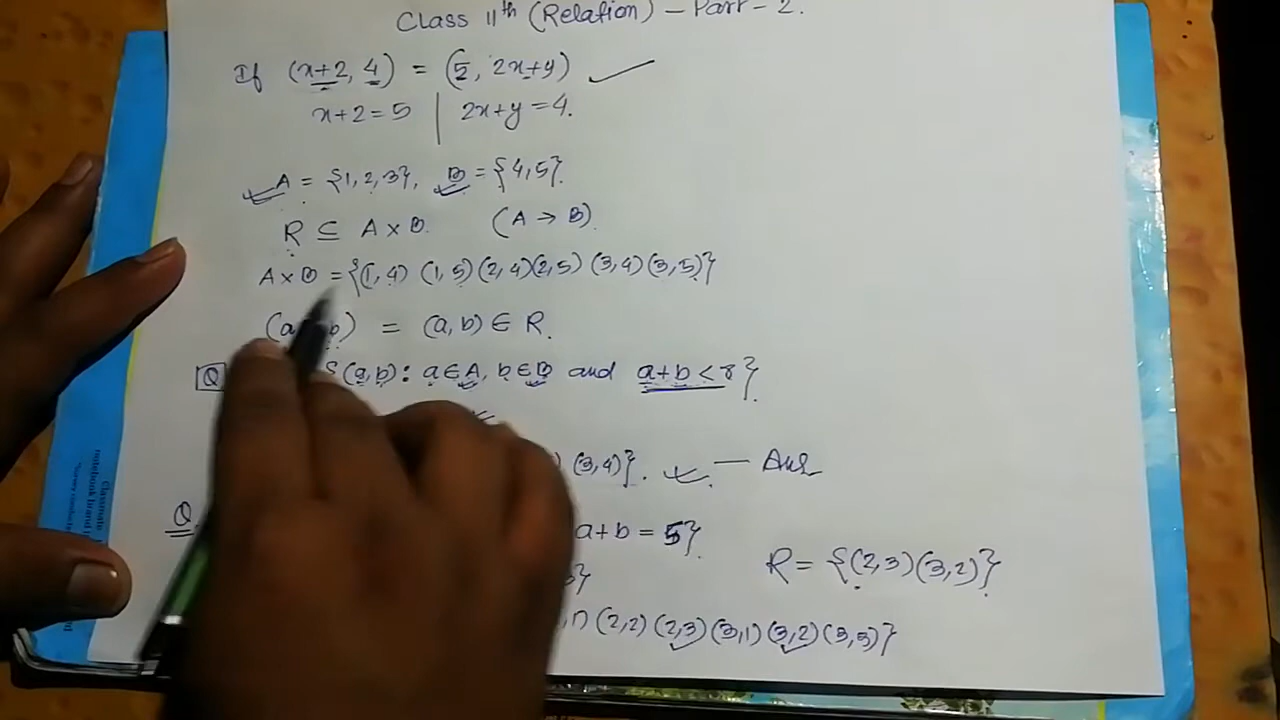 Class 11th (Relation) – Part – 2.
If (x+2, 4) = (5, 2x+y)
x+2=5 | 2x+y=4.
A = {1,2,3}, B = {4,5}.
R ⊆ A×B. (A → B)
A×B = {(1,4) (1,5) (2,4) (2,5) (3,4) (3,5)}
(a b) = (a,b) ∈ R.
Q {(a,b): a∈A, b∈B and a+b<8}.
(3,4)}. — Ans
Q. a+b = 5}.
R = {(2,3)(3,2)}.
(2,2) (2,3) (3,1) (3,2) (3,3)}
Classmate